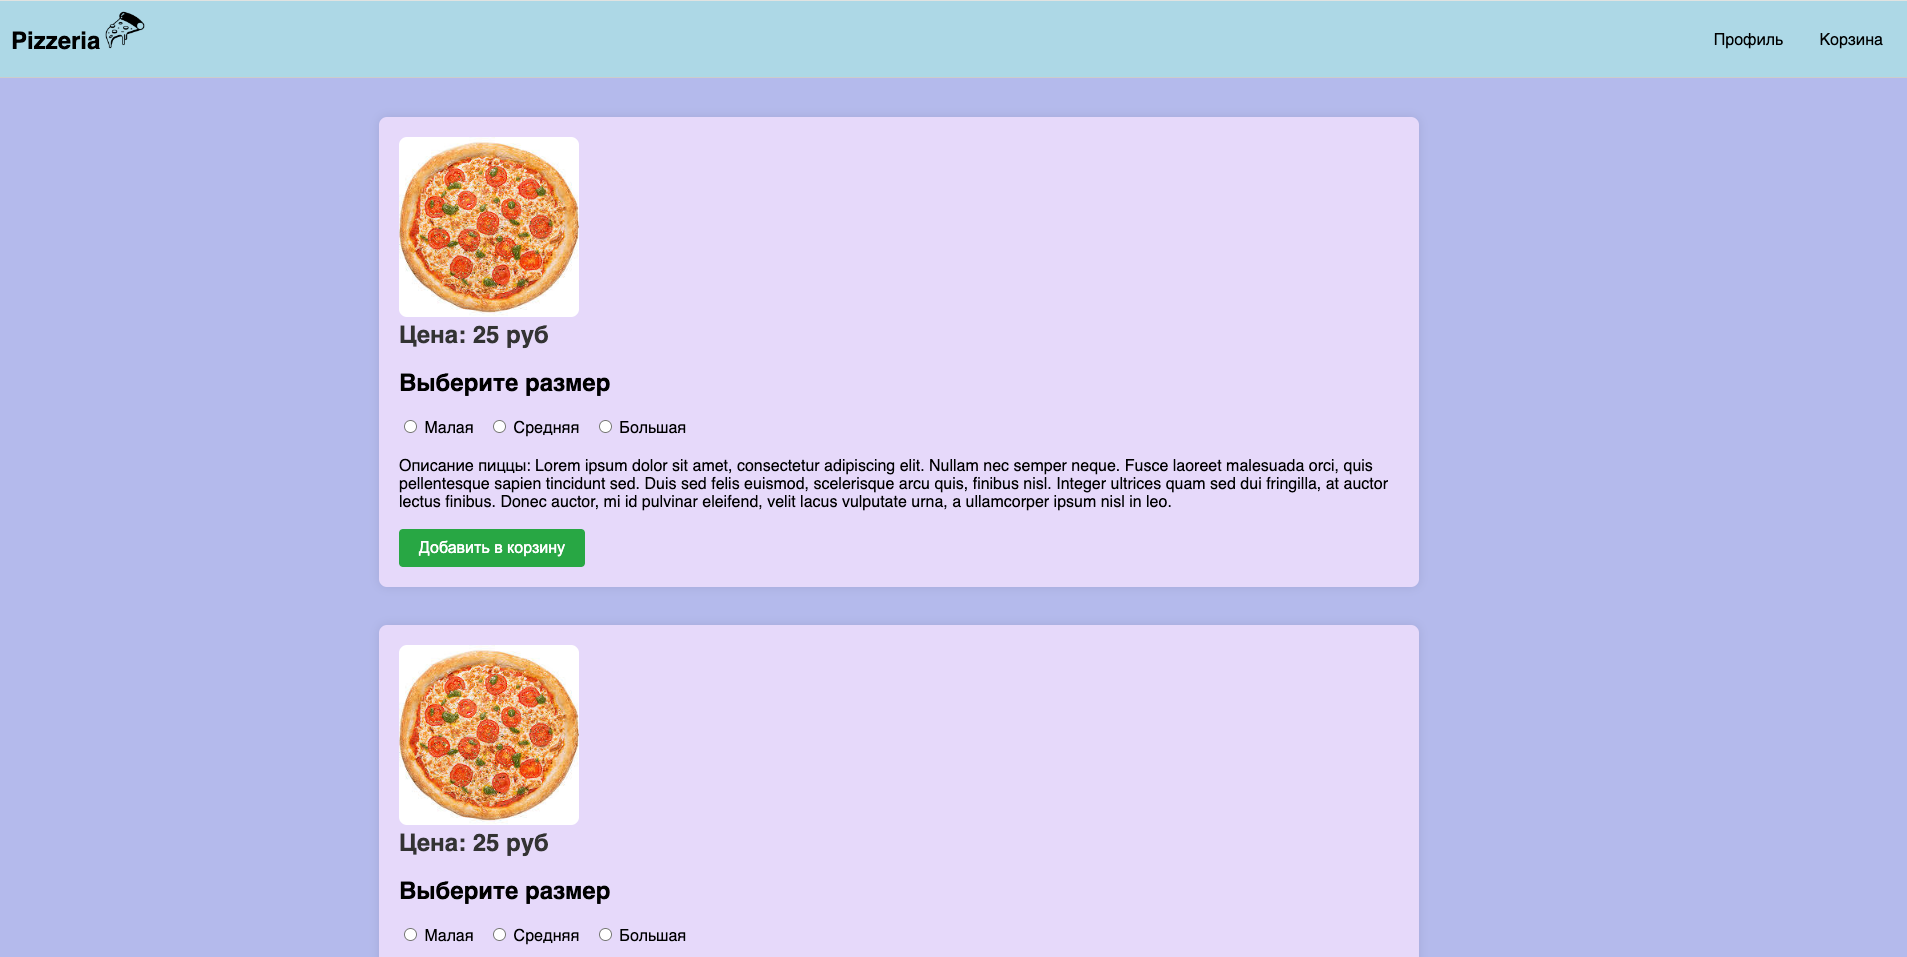 Pizzeria
Профиль Корзина
Цена: 25 руб
Выберите размер
Малая Средняя Большая
Описание пиццы: Lorem ipsum dolor sit amet, consectetur adipiscing elit. Nullam nec semper neque. Fusce laoreet malesuada orci, quis
pellentesque sapien tincidunt sed. Duis sed felis euismod, scelerisque arcu quis, finibus nisl. Integer ultrices quam sed dui fringilla, at auctor
lectus finibus. Donec auctor, mi id pulvinar eleifend, velit lacus vulputate urna, a ullamcorper ipsum nisl in leo.
Добавить в корзину
Цена: 25 руб
Выберите размер
Малая Средняя Большая